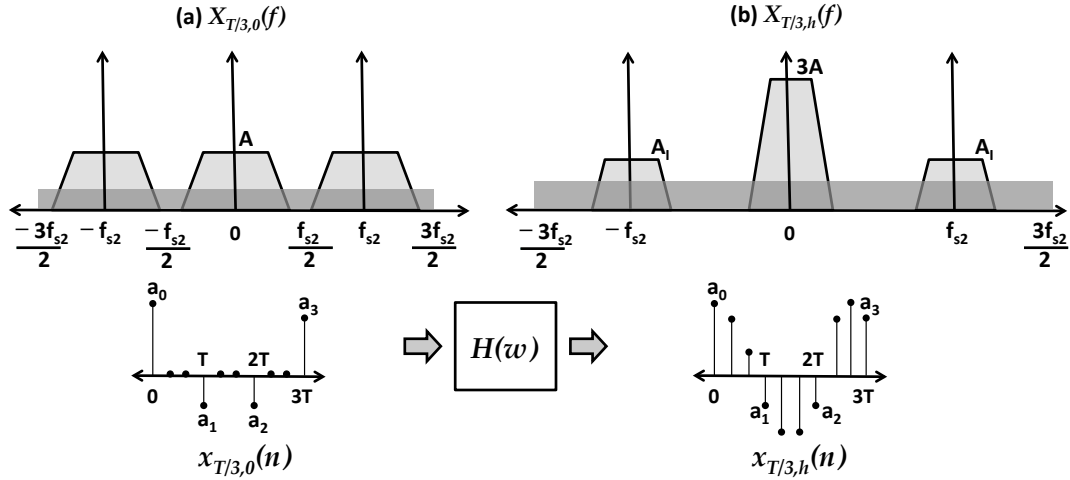 (a) X_{T/3,0}(f)
(b) X_{T/3,h}(f)
A
3A
A_I
A_I
−3f_{s2}/2
−f_{s2}
−f_{s2}/2
0
f_{s2}/2
f_{s2}
3f_{s2}/2
−3f_{s2}/2
−f_{s2}
0
f_{s2}
3f_{s2}/2
a_0
a_3
T
2T
0
3T
a_1
a_2
x_{T/3,0}(n)
H(w)
a_0
a_3
T
2T
0
3T
a_1
a_2
x_{T/3,h}(n)